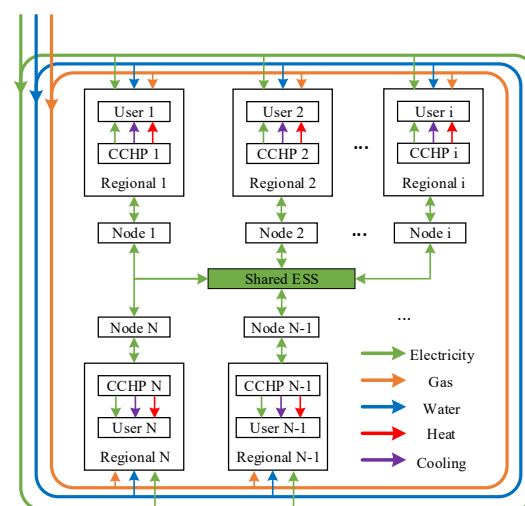 User 1
CCHP 1
Regional 1
User 2
CCHP 2
Regional 2
...
User i
CCHP i
Regional i
Node 1
Node 2
...
Node i
Shared ESS
Node N
Node N-1
...
CCHP N
User N
Regional N
CCHP N-1
User N-1
Regional N-1
Electricity
Gas
Water
Heat
Cooling